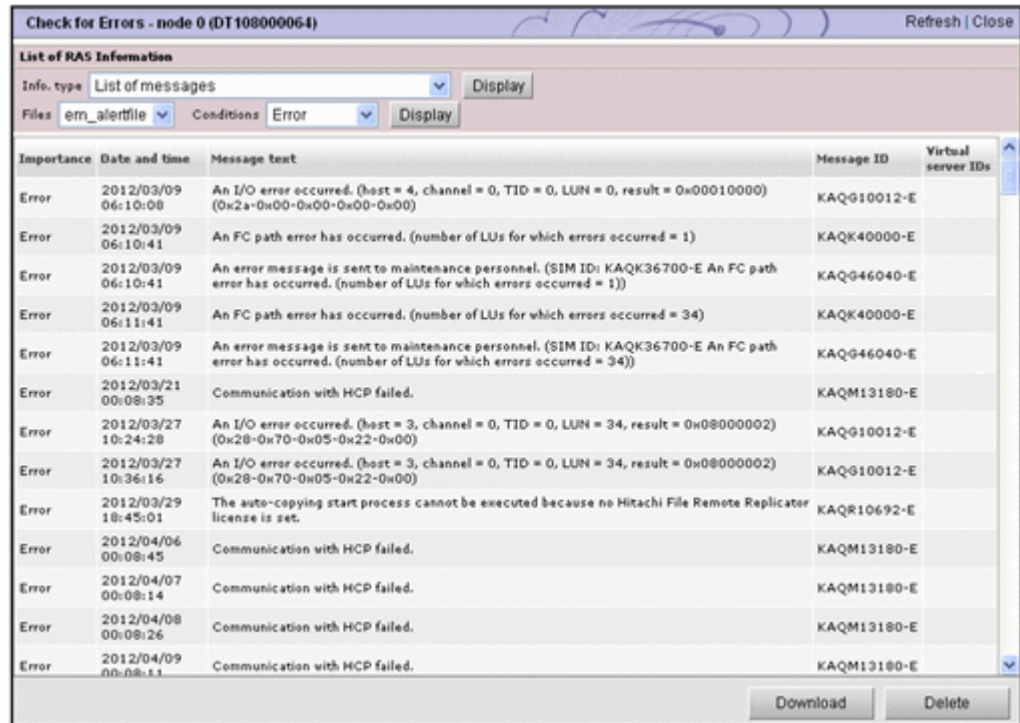 Check for Errors - node 0 (DT108000064)
Refresh | Close
List of RAS Information
Info. type List of messages Display
Files em_alertfile Conditions Error Display
Importance Date and time Message text Message ID Virtual server IDs
Error 2012/03/09 06:10:08 An I/O error occurred. (host = 4, channel = 0, TID = 0, LUN = 0, result = 0x00010000) (0x2a-0x00-0x00-0x00-0x00) KAQG10012-E
Error 2012/03/09 06:10:41 An FC path error has occurred. (number of LUs for which errors occurred = 1) KAQK40000-E
Error 2012/03/09 06:10:41 An error message is sent to maintenance personnel. (SIM ID: KAQK36700-E An FC path error has occurred. (number of LUs for which errors occurred = 1)) KAQG46040-E
Error 2012/03/09 06:11:41 An FC path error has occurred. (number of LUs for which errors occurred = 34) KAQK40000-E
Error 2012/03/09 06:11:41 An error message is sent to maintenance personnel. (SIM ID: KAQK36700-E An FC path error has occurred. (number of LUs for which errors occurred = 34)) KAQG46040-E
Error 2012/03/21 00:08:35 Communication with HCP failed. KAQM13180-E
Error 2012/03/27 10:24:28 An I/O error occurred. (host = 3, channel = 0, TID = 0, LUN = 34, result = 0x08000002) (0x28-0x70-0x05-0x22-0x00) KAQG10012-E
Error 2012/03/27 10:36:16 An I/O error occurred. (host = 3, channel = 0, TID = 0, LUN = 34, result = 0x08000002) (0x28-0x70-0x05-0x22-0x00) KAQG10012-E
Error 2012/03/29 18:45:01 The auto-copying start process cannot be executed because no Hitachi File Remote Replicator license is set. KAQR10692-E
Error 2012/04/06 00:08:45 Communication with HCP failed. KAQM13180-E
Error 2012/04/07 00:08:14 Communication with HCP failed. KAQM13180-E
Error 2012/04/08 00:08:26 Communication with HCP failed. KAQM13180-E
Error 2012/04/09 00:08:11 Communication with HCP failed. KAQM13180-E
Download Delete